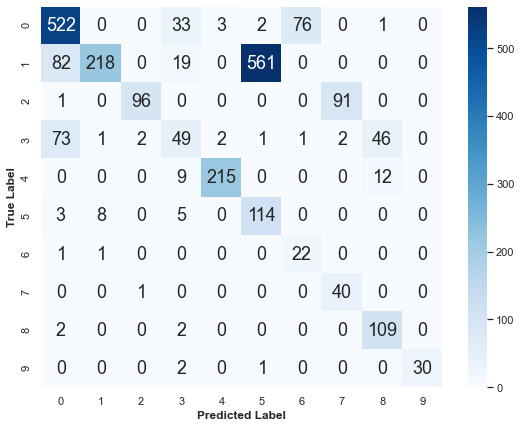 0 522 0 0 33 3 2 76 0 1 0
1 82 218 0 19 0 561 0 0 0 0
2 1 0 96 0 0 0 0 91 0 0
3 73 1 2 49 2 1 1 2 46 0
4 0 0 0 9 215 0 0 0 12 0
5 3 8 0 5 0 114 0 0 0 0
6 1 1 0 0 0 0 22 0 0 0
7 0 0 1 0 0 0 0 40 0 0
8 2 0 0 2 0 0 0 0 109 0
9 0 0 0 2 0 1 0 0 0 30
0 1 2 3 4 5 6 7 8 9
Predicted Label
True Label
500
400
300
200
100
0